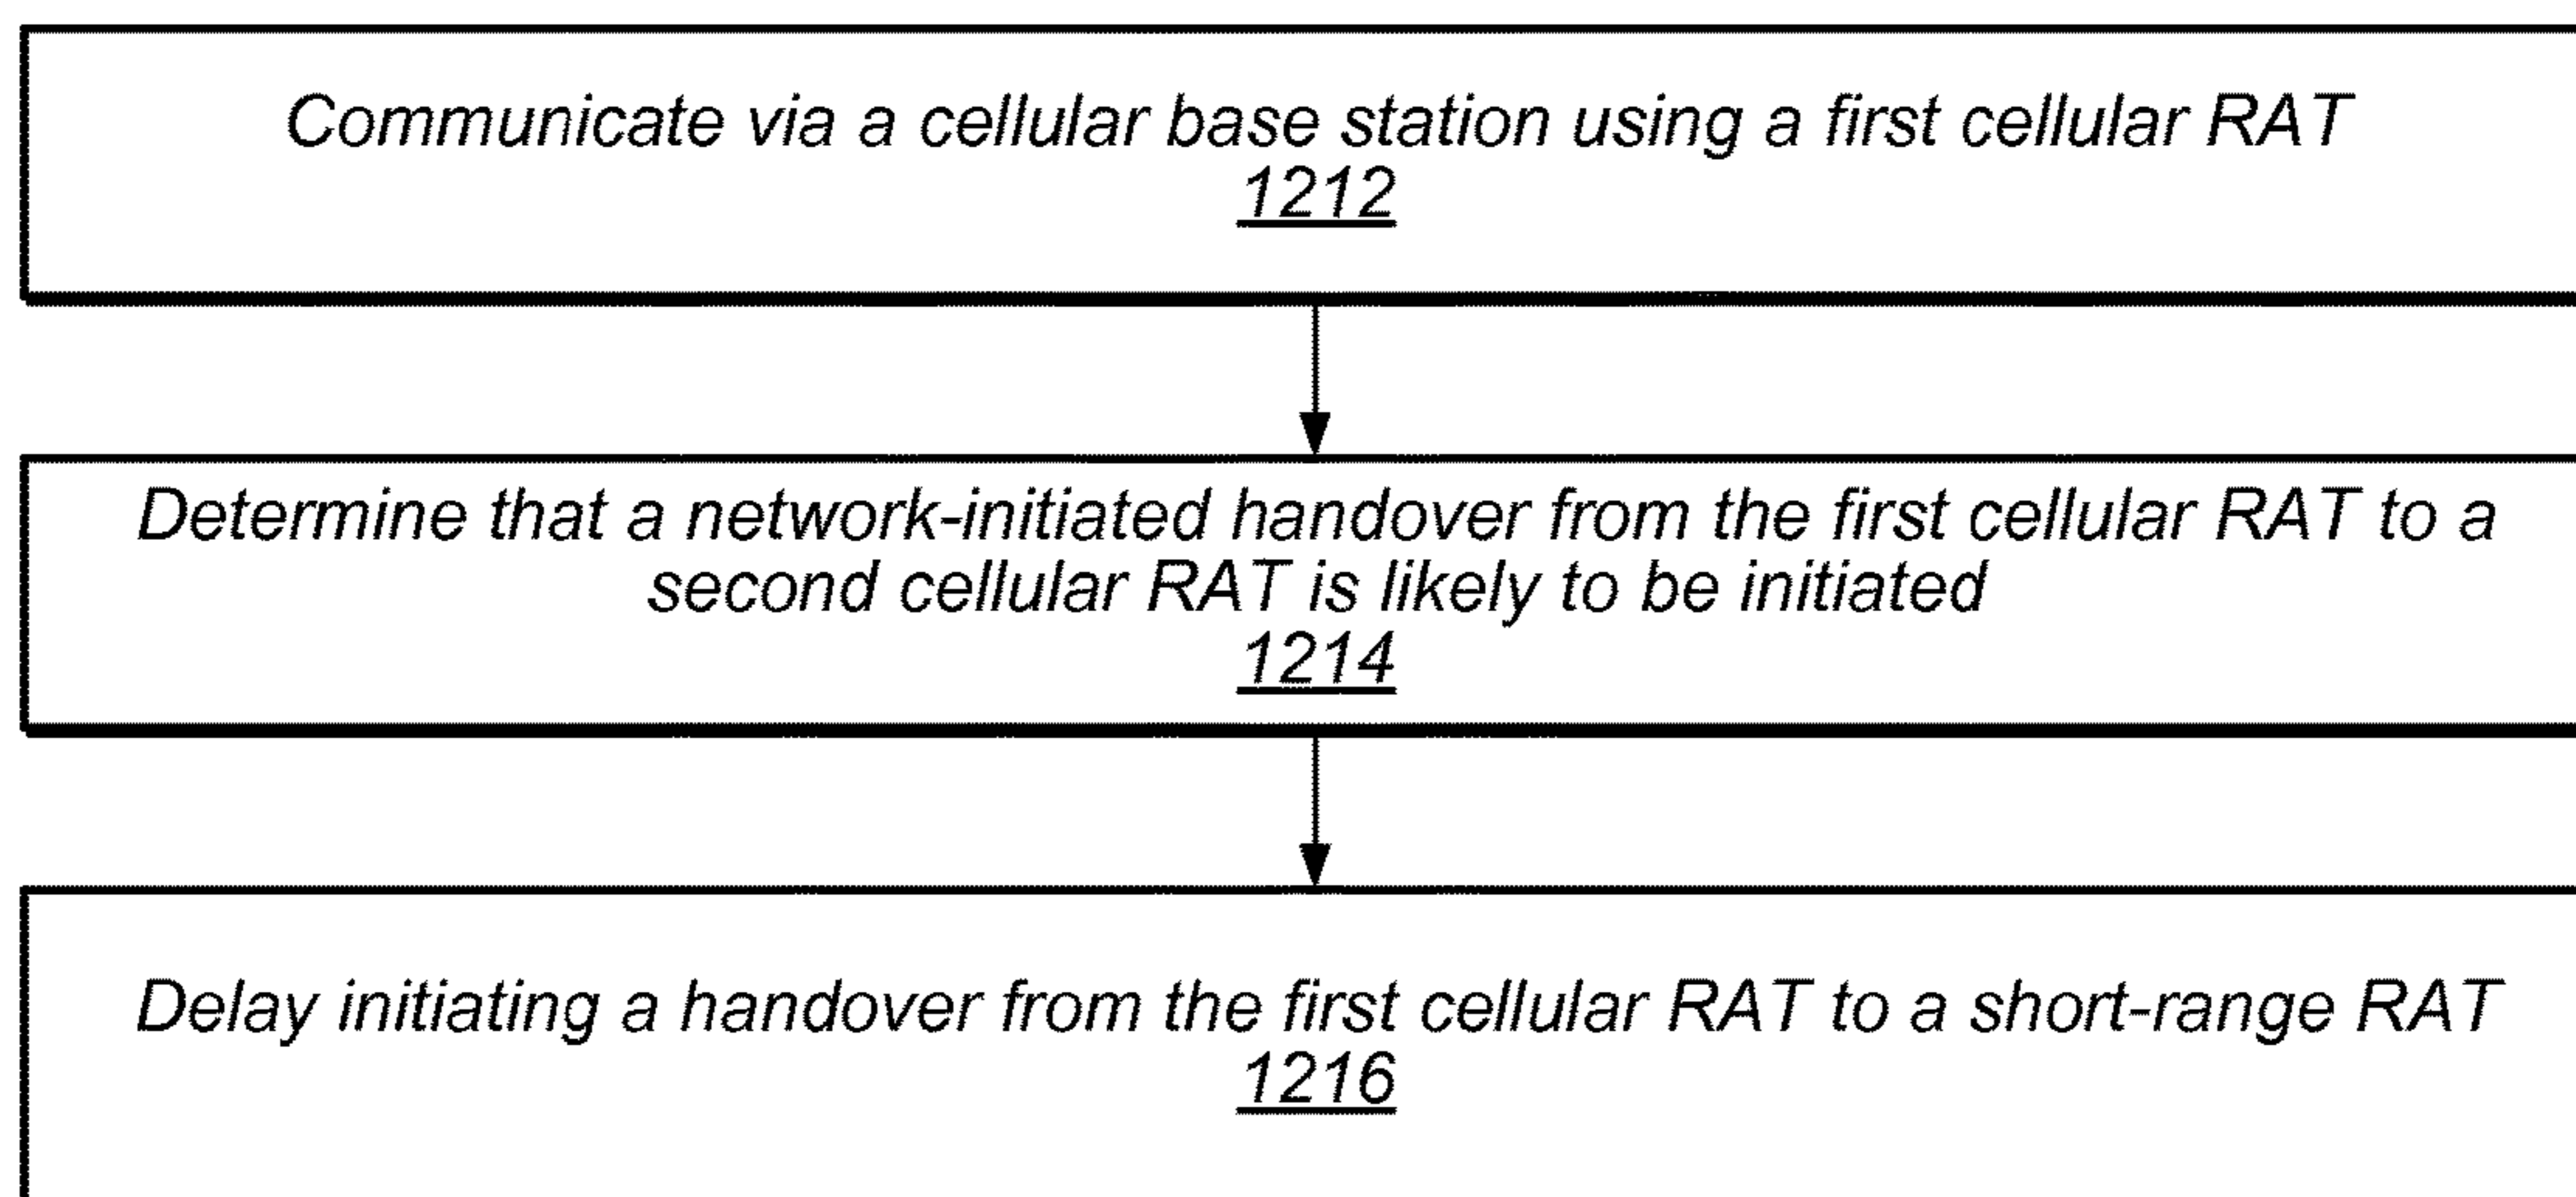 Communicate via a cellular base station using a first cellular RAT
1212
Determine that a network-initiated handover from the first cellular RAT to a
second cellular RAT is likely to be initiated
1214
Delay initiating a handover from the first cellular RAT to a short-range RAT
1216